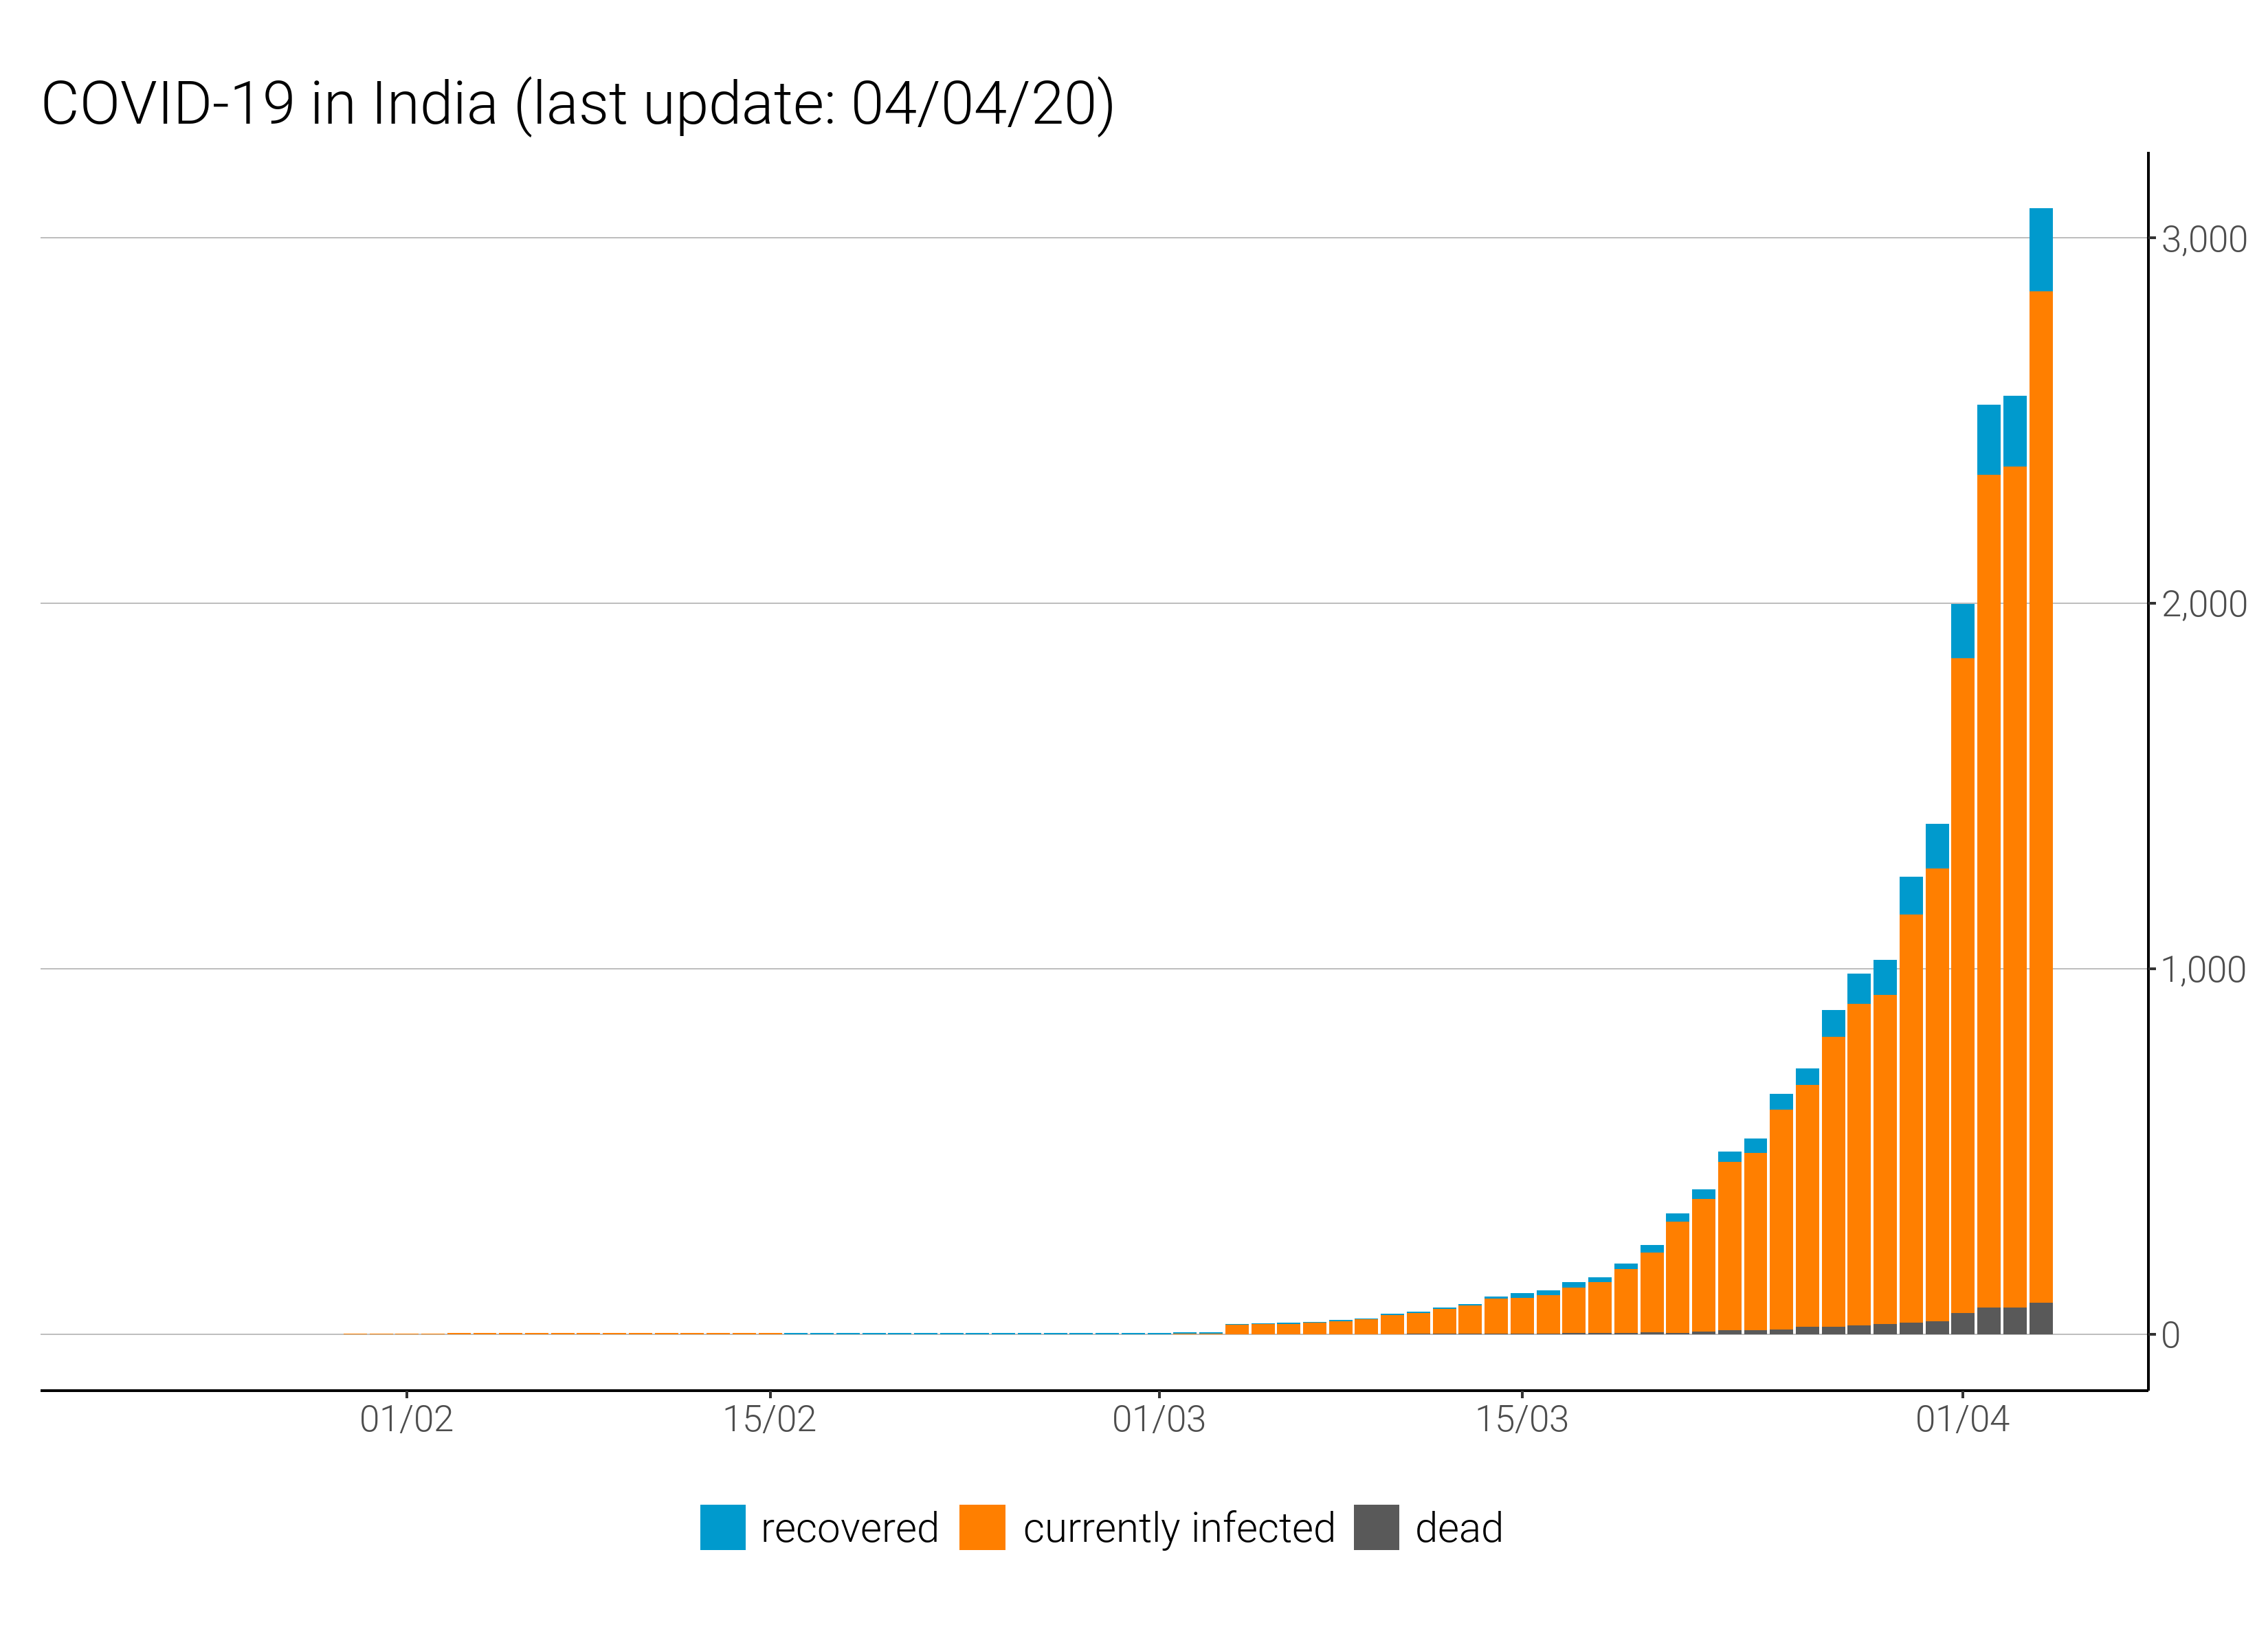 COVID-19 in India (last update: 04/04/20)
3,000
2,000
1,000
0
01/02 15/02 01/03 15/03 01/04
recovered currently infected dead